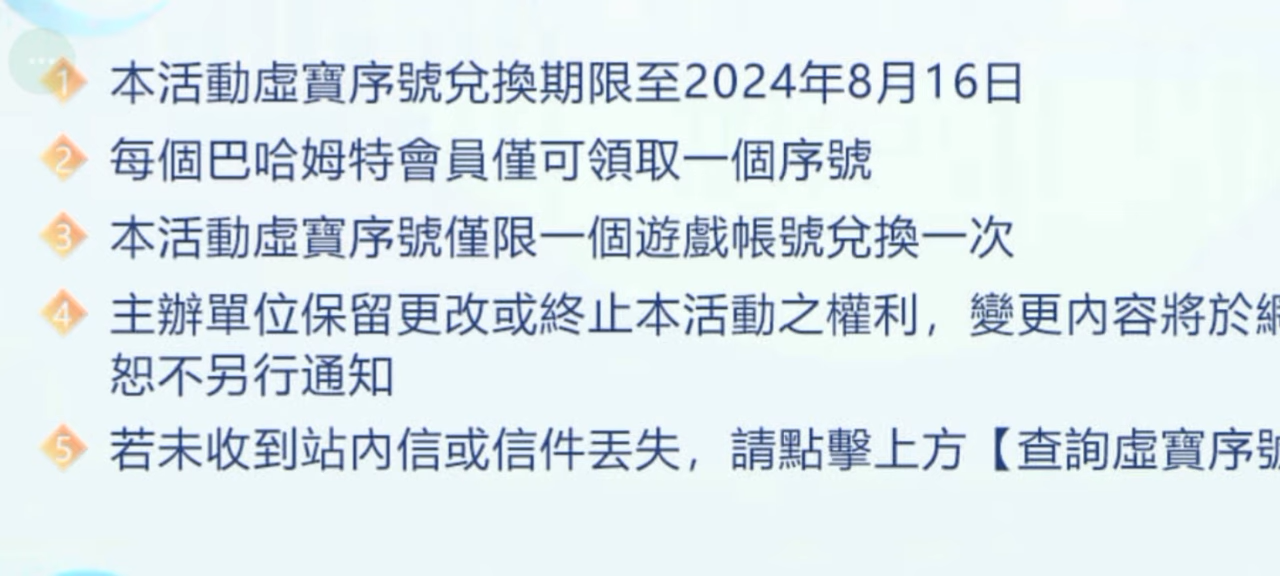 1 本活動虛寶序號兌換期限至2024年8月16日
2 每個巴哈姆特會員僅可領取一個序號
3 本活動虛寶序號僅限一個遊戲帳號兌換一次
4 主辦單位保留更改或終止本活動之權利，變更內容將於網
恕不另行通知
5 若未收到站內信或信件丟失，請點擊上方【查詢虛寶序號